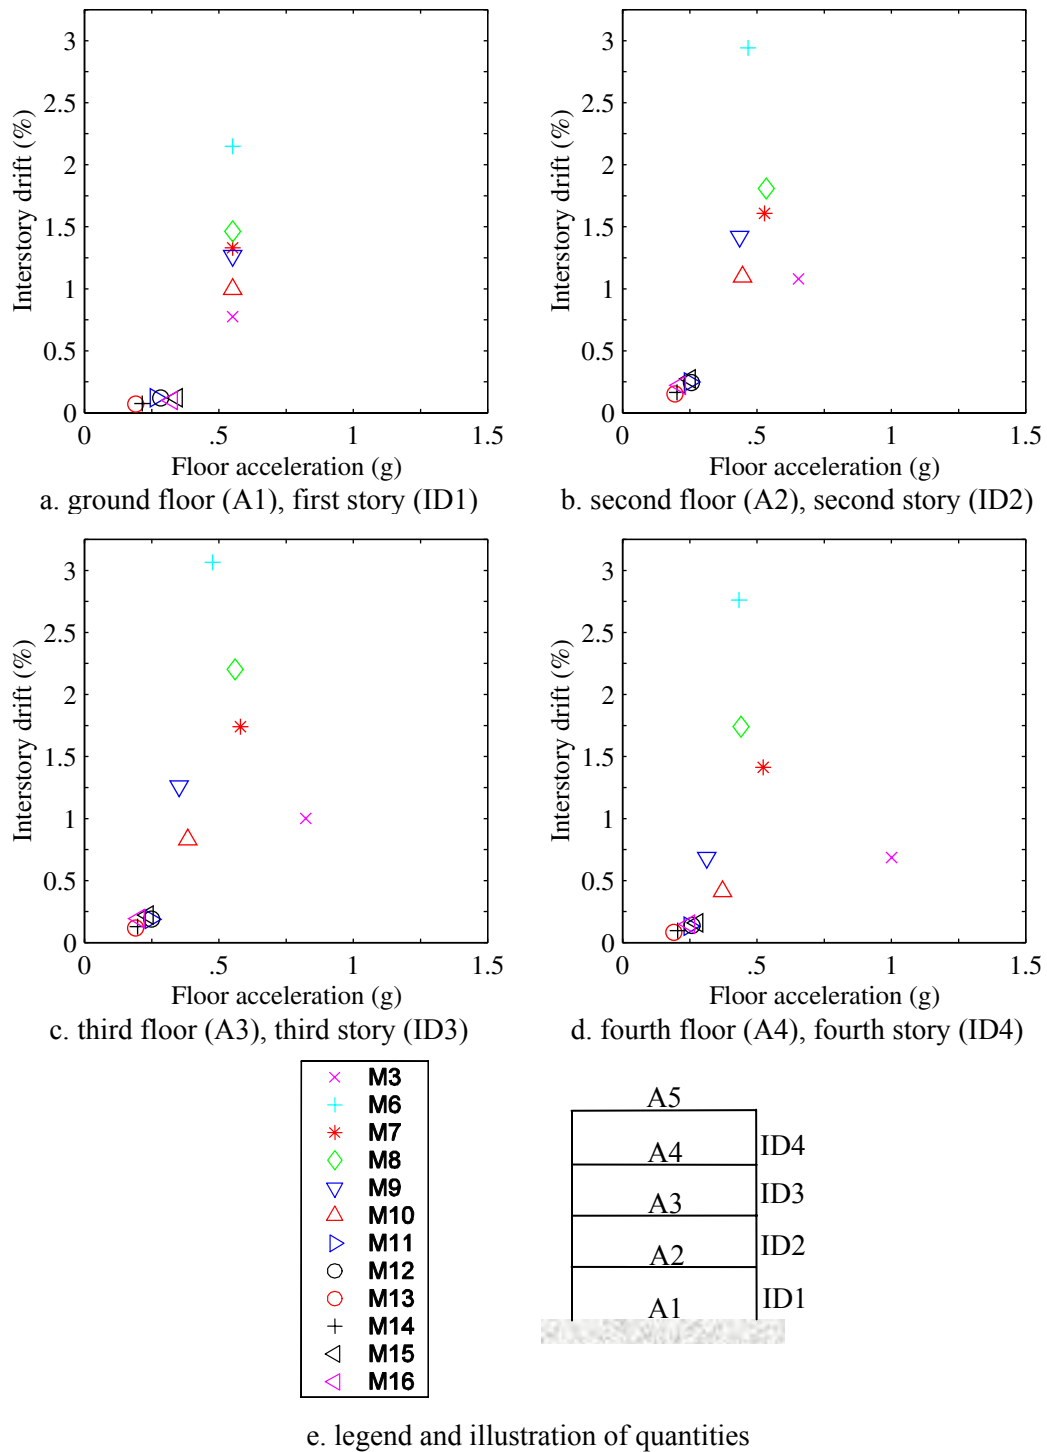 3
2.5
2
1.5
1
0.5
0
Interstory drift (%)
0 .5 1 1.5
Floor acceleration (g)
a. ground floor (A1), first story (ID1)
3
2.5
2
1.5
1
0.5
0
Interstory drift (%)
0 .5 1 1.5
Floor acceleration (g)
b. second floor (A2), second story (ID2)
3
2.5
2
1.5
1
0.5
0
Interstory drift (%)
0 .5 1 1.5
Floor acceleration (g)
c. third floor (A3), third story (ID3)
3
2.5
2
1.5
1
0.5
0
Interstory drift (%)
0 .5 1 1.5
Floor acceleration (g)
d. fourth floor (A4), fourth story (ID4)
M3
M6
M7
M8
M9
M10
M11
M12
M13
M14
M15
M16
A5
A4 ID4
A3 ID3
A2 ID2
A1 ID1
e. legend and illustration of quantities